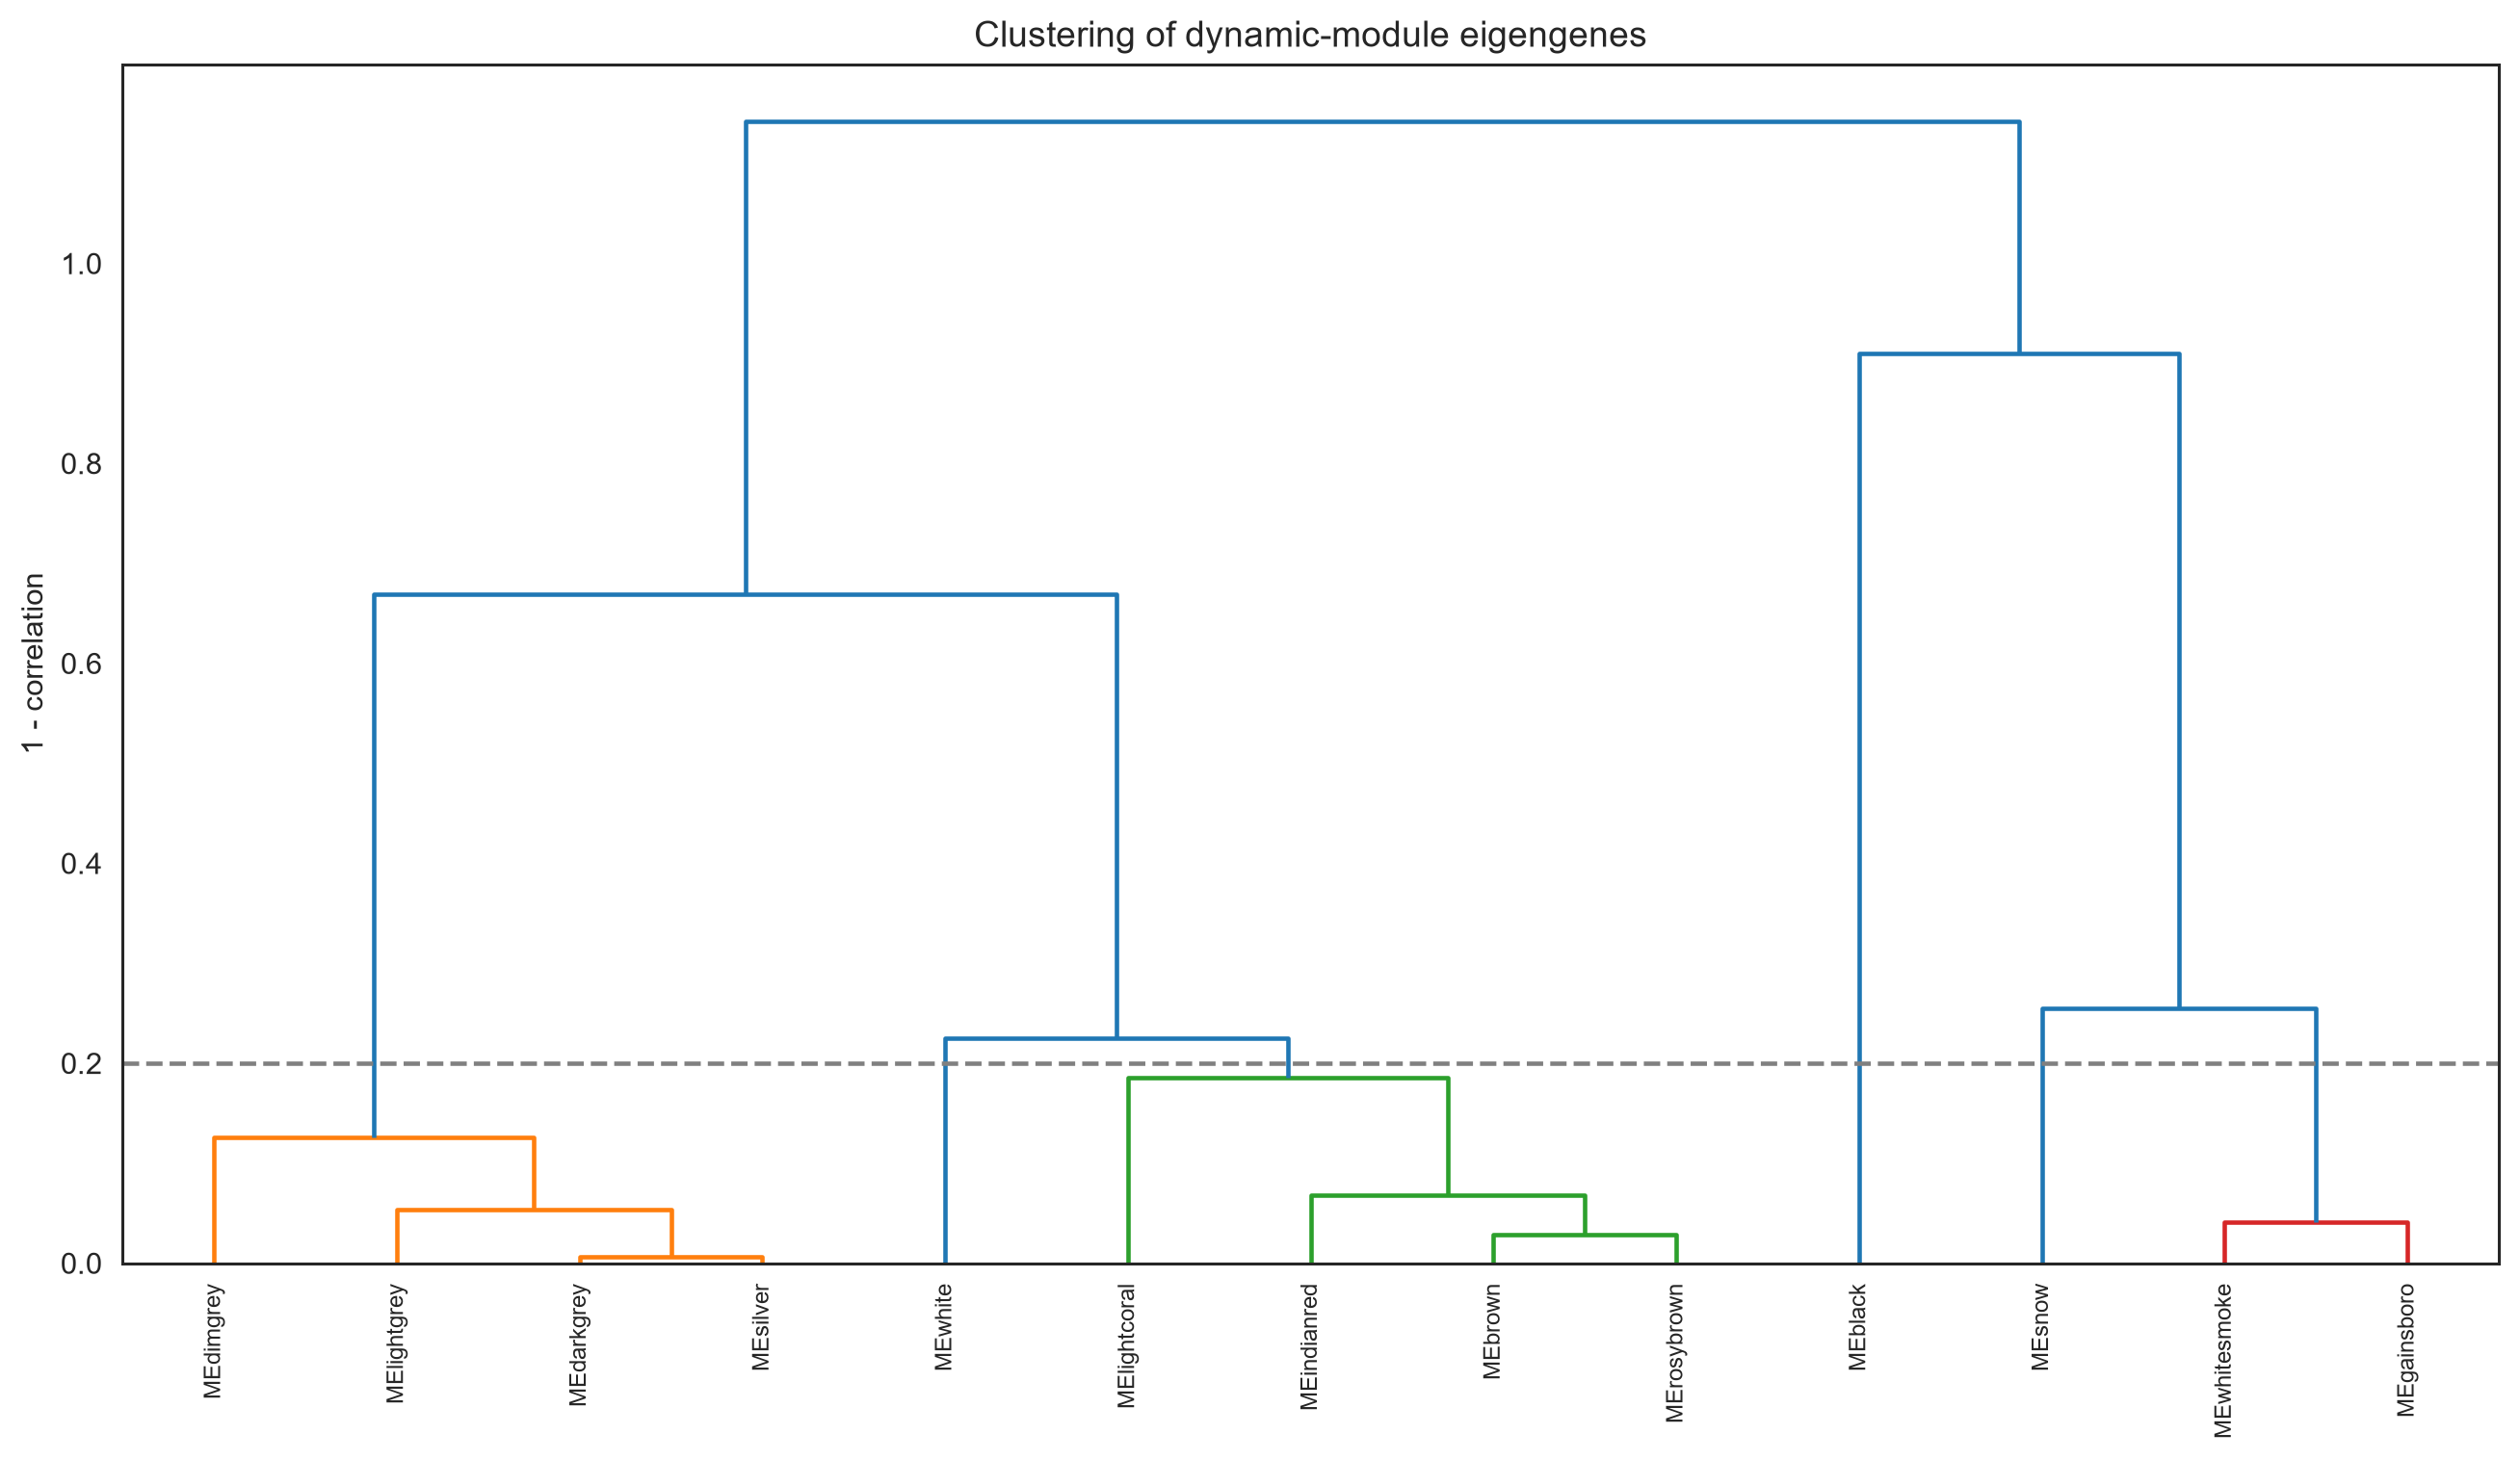 Clustering of dynamic-module eigengenes
1 - correlation
1.0
0.8
0.6
0.4
0.2
0.0
MEdimgrey
MElightgrey
MEdarkgrey
MEsilver
MEwhite
MElightcoral
MEindianred
MEbrown
MErosybrown
MEblack
MEsnow
MEwhitesmoke
MEgainsboro